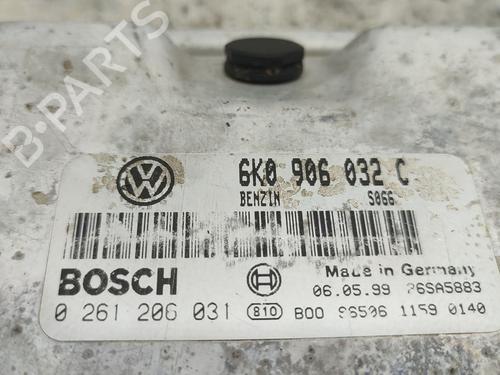 B-PARTS
6K0 906 032 C
BENZIN S066
BOSCH
Made in Germany
06.05.99 26SA5883
0 261 206 031 810 B00 96506 1159 0140